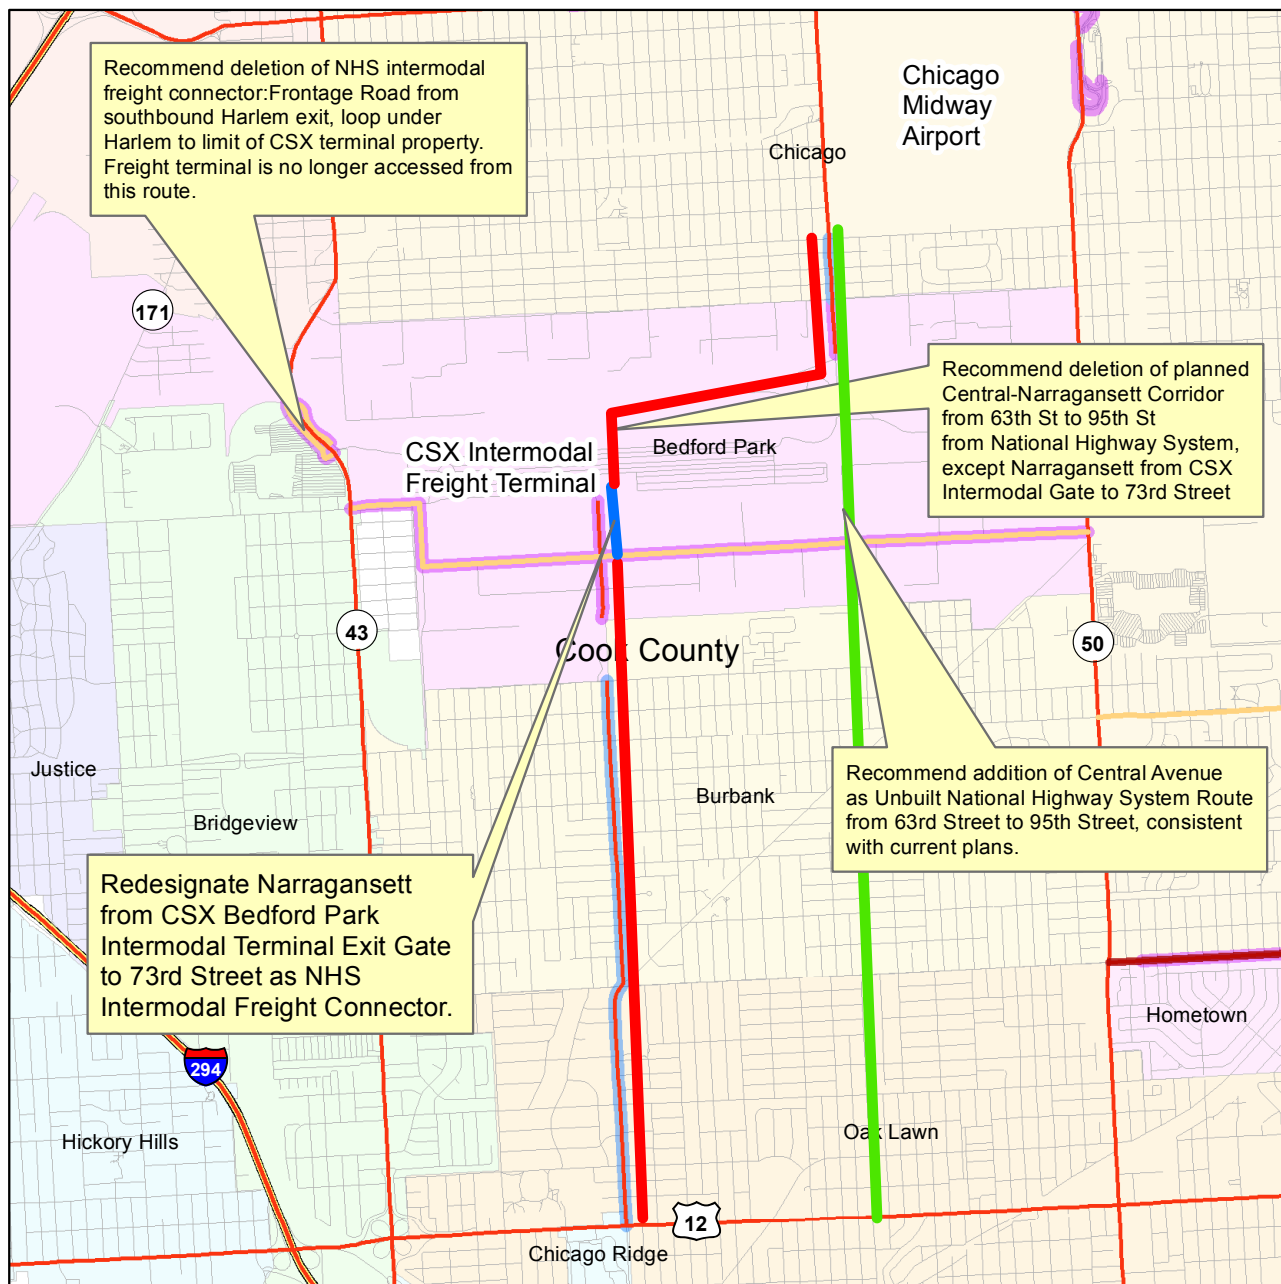 Recommend deletion of NHS intermodal
freight connector:Frontage Road from
southbound Harlem exit, loop under
Harlem to limit of CSX terminal property.
Freight terminal is no longer accessed from
this route.
Chicago
Midway
Airport
Chicago
171
Recommend deletion of planned
Central-Narragansett Corridor
from 63th St to 95th St
from National Highway System,
except Narragansett from CSX
Intermodal Gate to 73rd Street
CSX Intermodal
Freight Terminal
Bedford Park
43
Cook County
50
Justice
Bridgeview
Burbank
Recommend addition of Central Avenue
as Unbuilt National Highway System Route
from 63rd Street to 95th Street, consistent
with current plans.
Redesignate Narragansett
from CSX Bedford Park
Intermodal Terminal Exit Gate
to 73rd Street as NHS
Intermodal Freight Connector.
Hometown
294
Hickory Hills
Oak Lawn
12
Chicago Ridge